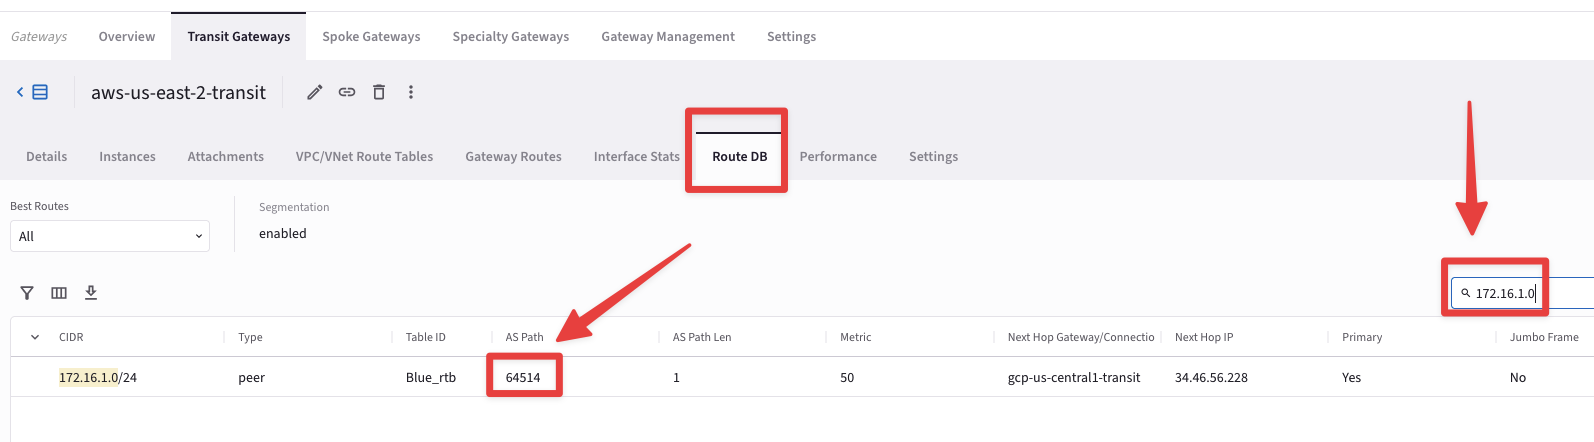 Gateways Overview Transit Gateways Spoke Gateways Specialty Gateways Gateway Management Settings
aws-us-east-2-transit
Details Instances Attachments VPC/VNet Route Tables Gateway Routes Interface Stats Route DB Performance Settings
Best Routes Segmentation
All enabled
172.16.1.0
CIDR Type Table ID AS Path AS Path Len Metric Next Hop Gateway/Connectio Next Hop IP Primary Jumbo Frame
172.16.1.0/24 peer Blue_rtb 64514 1 50 gcp-us-central1-transit 34.46.56.228 Yes No